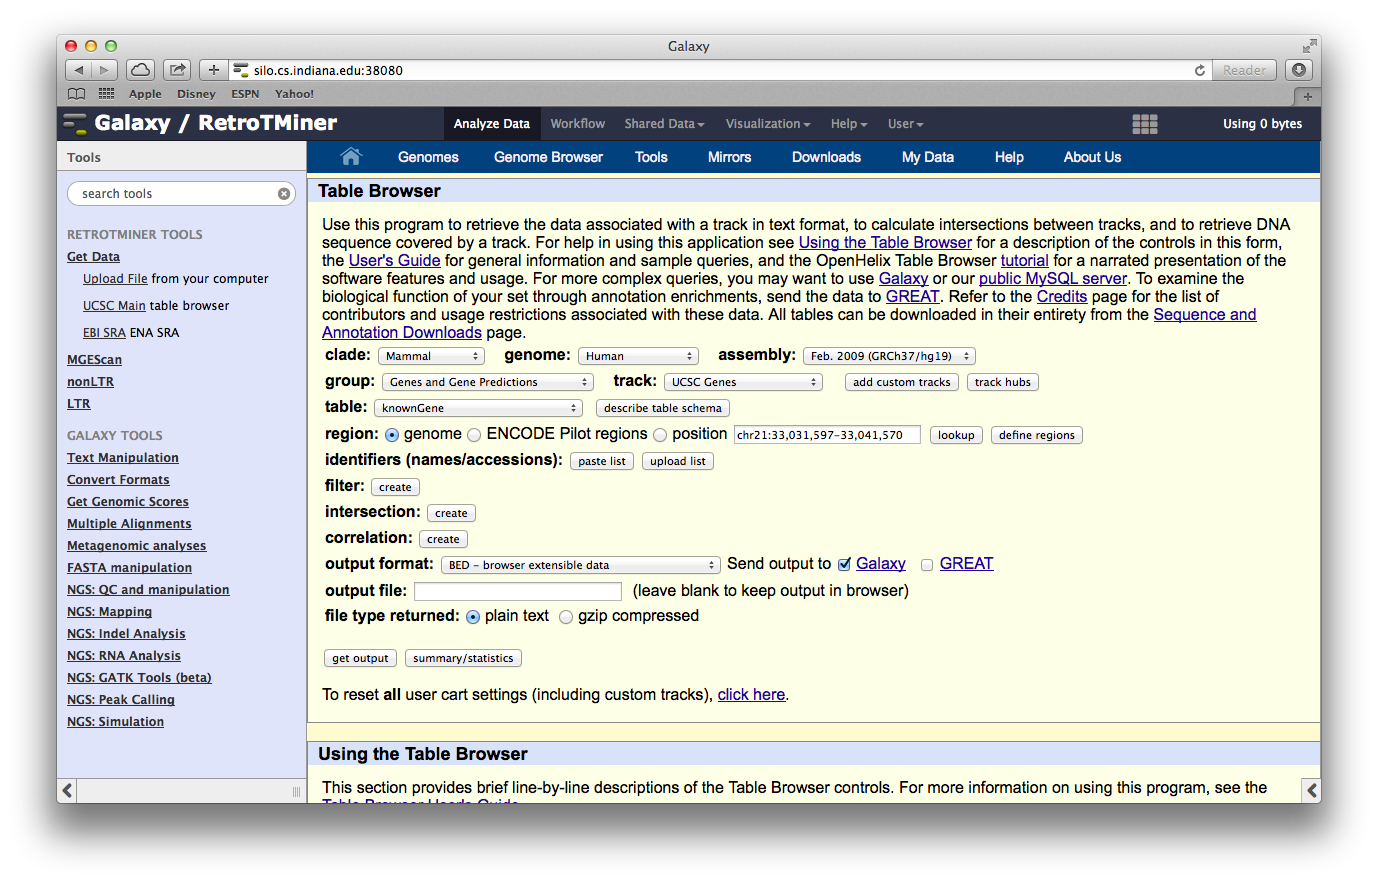 Galaxy
silo.cs.indiana.edu:38080
Reader
Apple Disney ESPN Yahoo!
Galaxy / RetroTMiner
Analyze Data Workflow Shared Data Visualization Help User
Using 0 bytes
Tools
search tools
RETROTMINER TOOLS
Get Data
Upload File from your computer
UCSC Main table browser
EBI SRA ENA SRA
MGEScan
nonLTR
LTR
GALAXY TOOLS
Text Manipulation
Convert Formats
Get Genomic Scores
Multiple Alignments
Metagenomic analyses
FASTA manipulation
NGS: QC and manipulation
NGS: Mapping
NGS: Indel Analysis
NGS: RNA Analysis
NGS: GATK Tools (beta)
NGS: Peak Calling
NGS: Simulation
Genomes Genome Browser Tools Mirrors Downloads My Data Help About Us
Table Browser
Use this program to retrieve the data associated with a track in text format, to calculate intersections between tracks, and to retrieve DNA
sequence covered by a track. For help in using this application see Using the Table Browser for a description of the controls in this form,
the User's Guide for general information and sample queries, and the OpenHelix Table Browser tutorial for a narrated presentation of the
software features and usage. For more complex queries, you may want to use Galaxy or our public MySQL server. To examine the
biological function of your set through annotation enrichments, send the data to GREAT. Refer to the Credits page for the list of
contributors and usage restrictions associated with these data. All tables can be downloaded in their entirety from the Sequence and
Annotation Downloads page.
clade: Mammal genome: Human assembly: Feb. 2009 (GRCh37/hg19)
group: Genes and Gene Predictions track: UCSC Genes add custom tracks track hubs
table: knownGene describe table schema
region: genome ENCODE Pilot regions position chr21:33,031,597-33,041,570 lookup define regions
identifiers (names/accessions): paste list upload list
filter: create
intersection: create
correlation: create
output format: BED - browser extensible data Send output to Galaxy GREAT
output file: (leave blank to keep output in browser)
file type returned: plain text gzip compressed
get output summary/statistics
To reset all user cart settings (including custom tracks), click here.
Using the Table Browser
This section provides brief line-by-line descriptions of the Table Browser controls. For more information on using this program, see the
Table Browser User's Guide